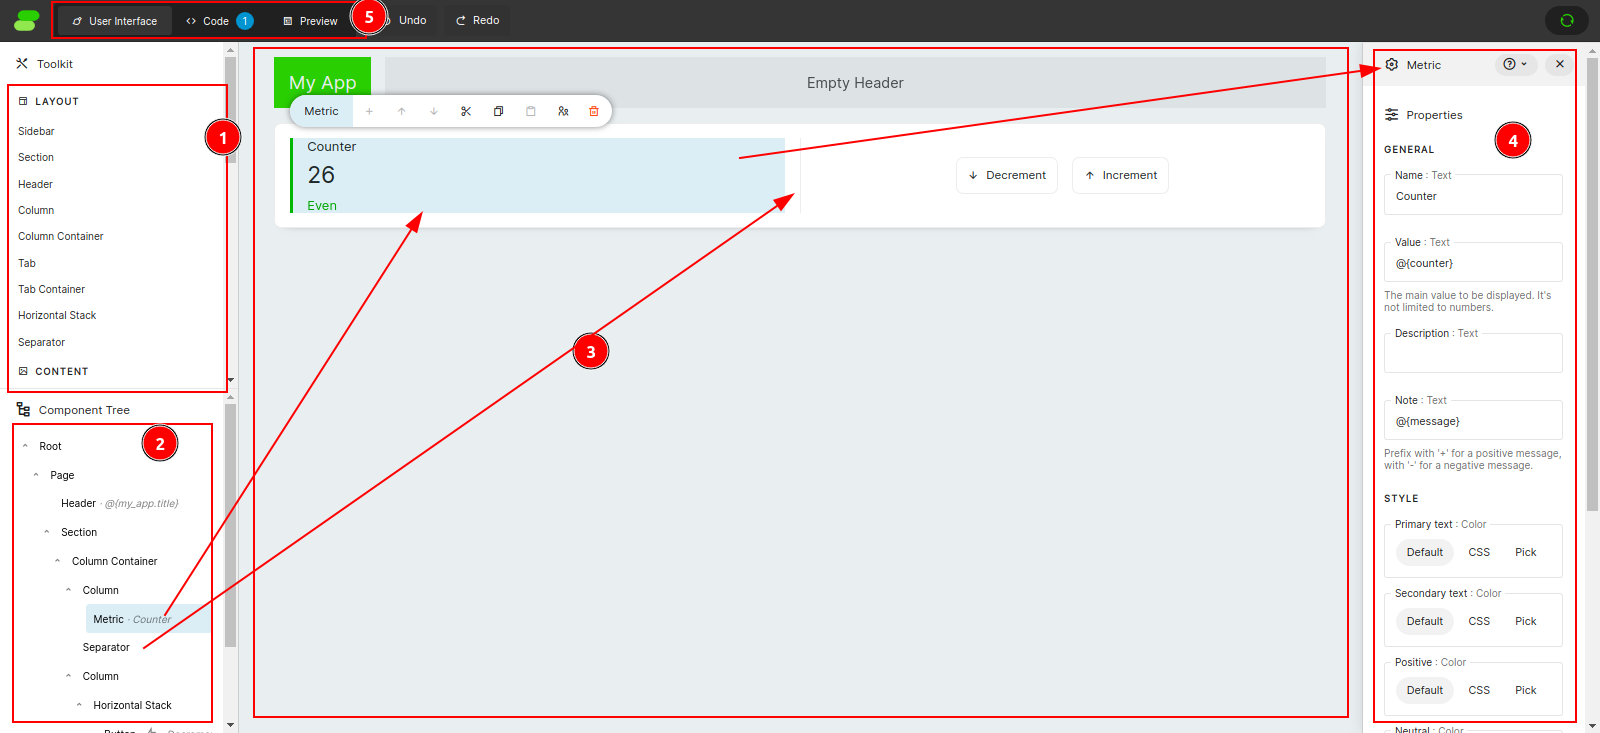 User Interface
Code 1
Preview
5
Undo
Redo
Toolkit
LAYOUT
Sidebar
Section
Header
Column
Column Container
Tab
Tab Container
Horizontal Stack
Separator
CONTENT
1
Component Tree
2
Root
Page
Header · @{my_app.title}
Section
Column Container
Column
Metric · Counter
Separator
Column
Horizontal Stack
Button
My App
Empty Header
Metric
Counter
26
Even
Decrement
Increment
3
Metric
Properties
4
GENERAL
Name : Text
Counter
Value : Text
@{counter}
The main value to be displayed. It's
not limited to numbers.
Description : Text
Note : Text
@{message}
Prefix with '+' for a positive message,
with '-' for a negative message.
STYLE
Primary text : Color
Default CSS Pick
Secondary text : Color
Default CSS Pick
Positive : Color
Default CSS Pick
Neutral : Color